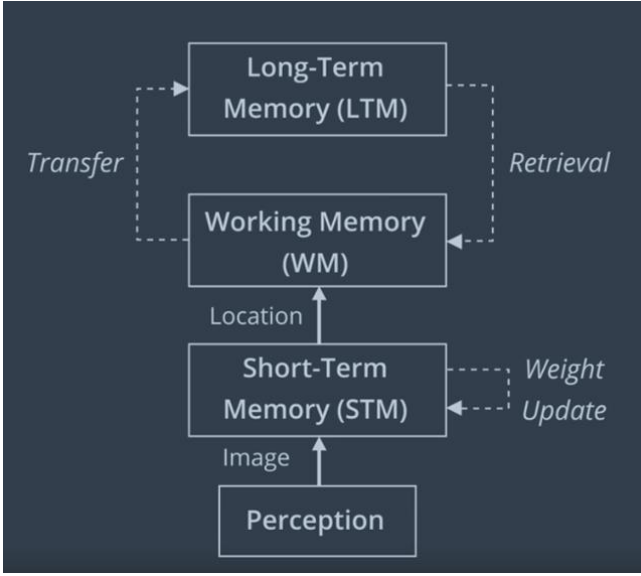 Long-Term
Memory (LTM)
Transfer
Retrieval
Working Memory
(WM)
Location
Short-Term
Memory (STM)
Weight
Update
Image
Perception